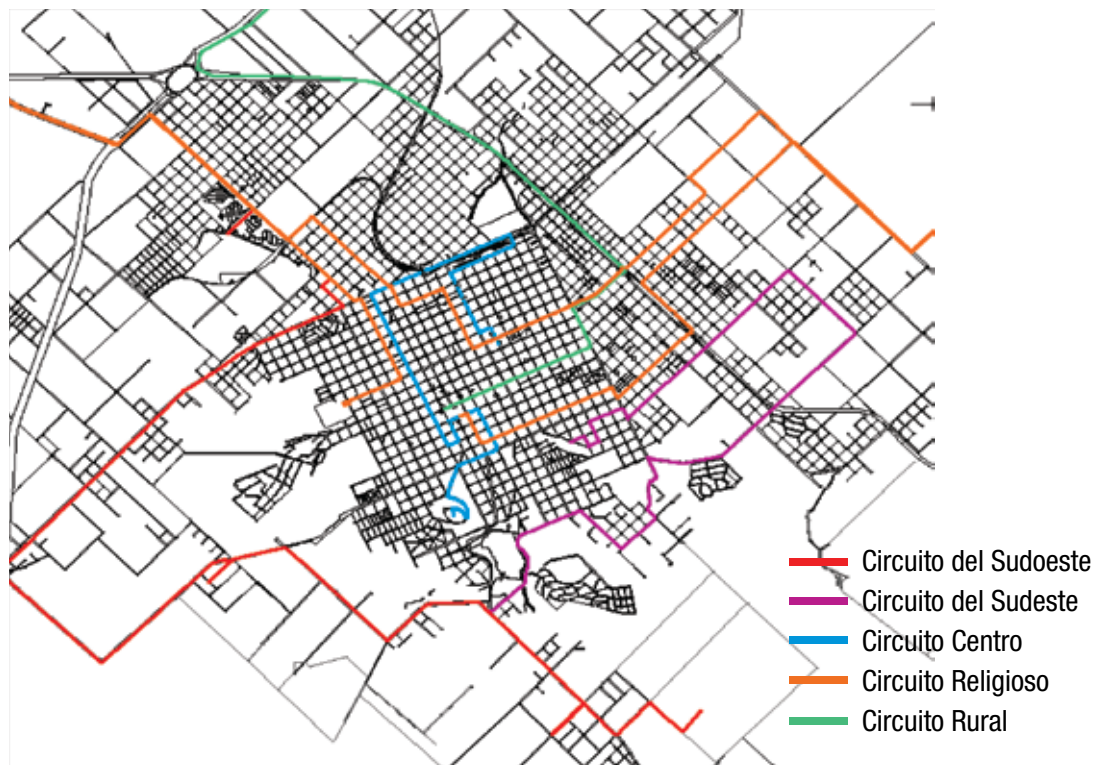 Circuito del Sudoeste
Circuito del Sudeste
Circuito Centro
Circuito Religioso
Circuito Rural